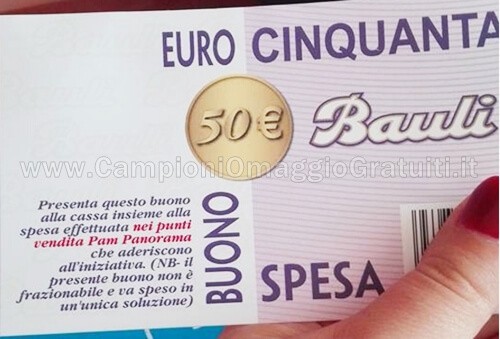 EURO CINQUANTA
50€
Bauli
www.CampioniOmaggioGratuiti.it
Presenta questo buono
alla cassa insieme alla
spesa effettuata nei punti
vendita Pam Panorama
che aderiscono
all'iniziativa. (NB- il
presente buono non è
frazionabile e va speso in
un'unica soluzione)
BUONO SPESA